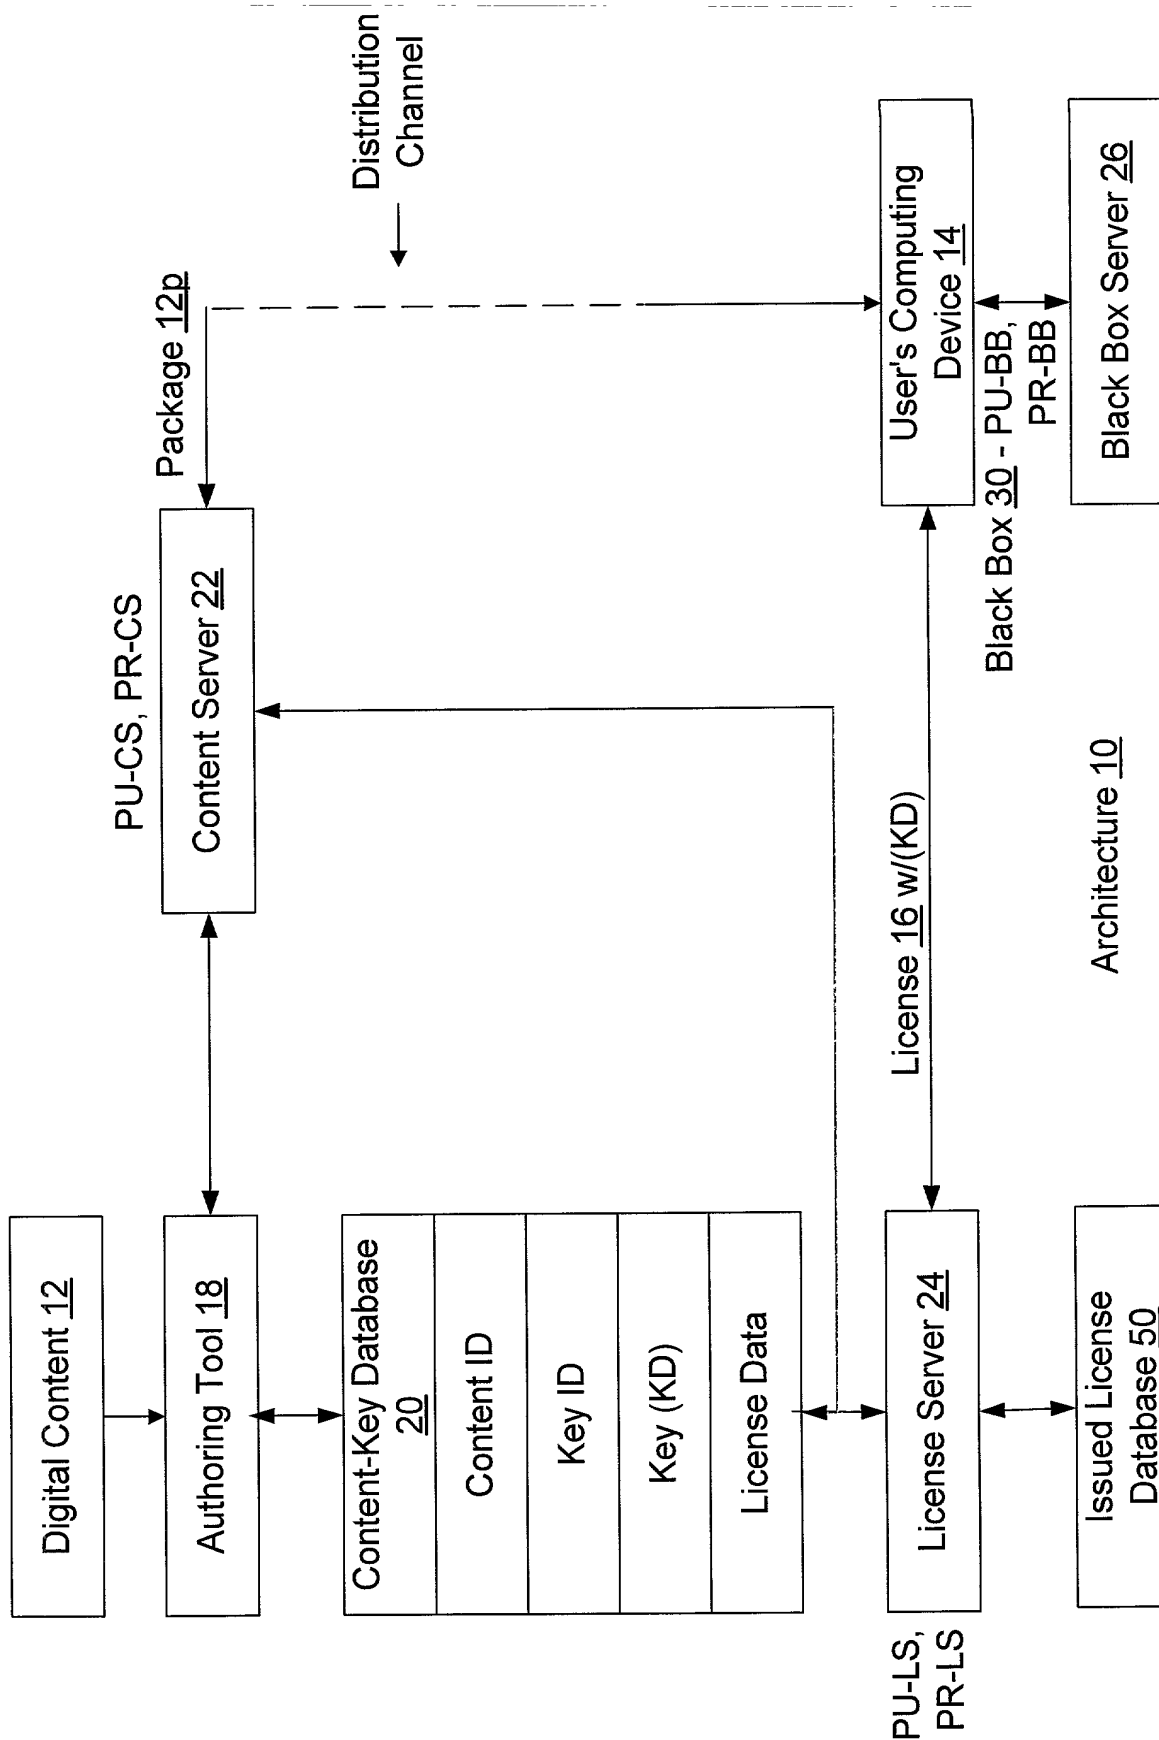 Digital Content 12
Authoring Tool 18
Content-Key Database
20
Content ID
Key ID
Key (KD)
License Data
PU-LS,
PR-LS
License Server 24
Issued License
Database 50
PU-CS, PR-CS
Content Server 22
Package 12p
Distribution
Channel
License 16 w/(KD)
User's Computing
Device 14
Black Box 30 - PU-BB,
PR-BB
Black Box Server 26
Architecture 10